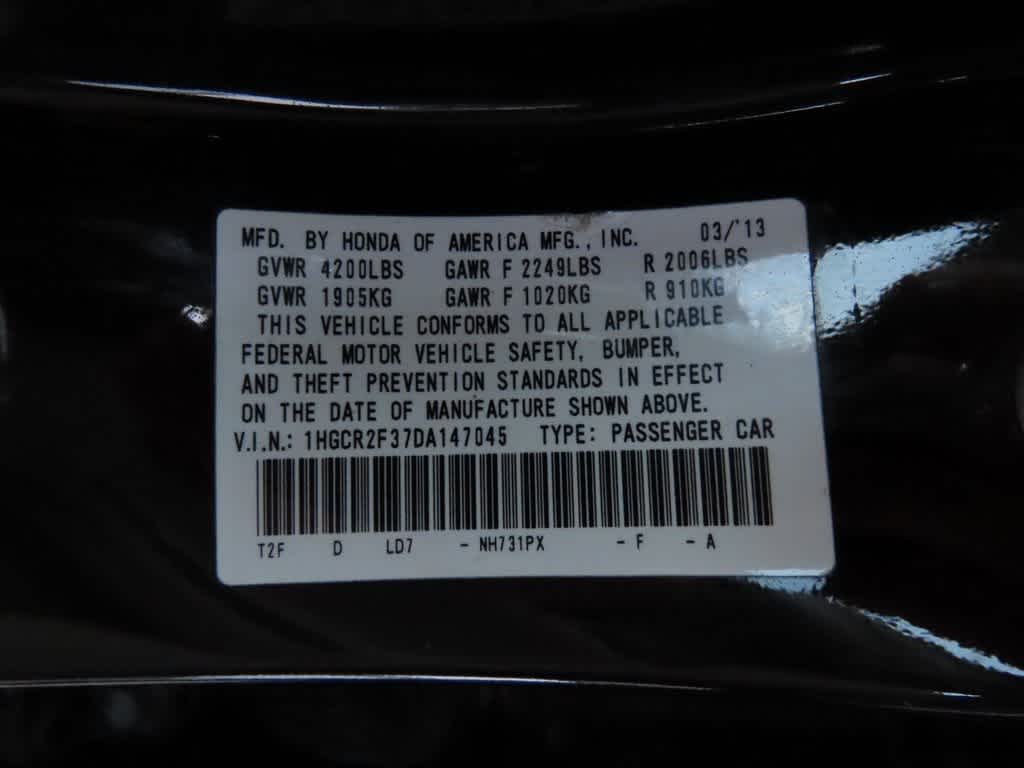 MFD. BY HONDA OF AMERICA MFG., INC. 03/'13
GVWR 4200LBS GAWR F 2249LBS R 2006LBS
GVWR 1905KG GAWR F 1020KG R 910KG
THIS VEHICLE CONFORMS TO ALL APPLICABLE
FEDERAL MOTOR VEHICLE SAFETY, BUMPER,
AND THEFT PREVENTION STANDARDS IN EFFECT
ON THE DATE OF MANUFACTURE SHOWN ABOVE.
V.I.N.: 1HGCR2F37DA147045 TYPE: PASSENGER CAR
T2F D LD7 - NH731PX - F - A